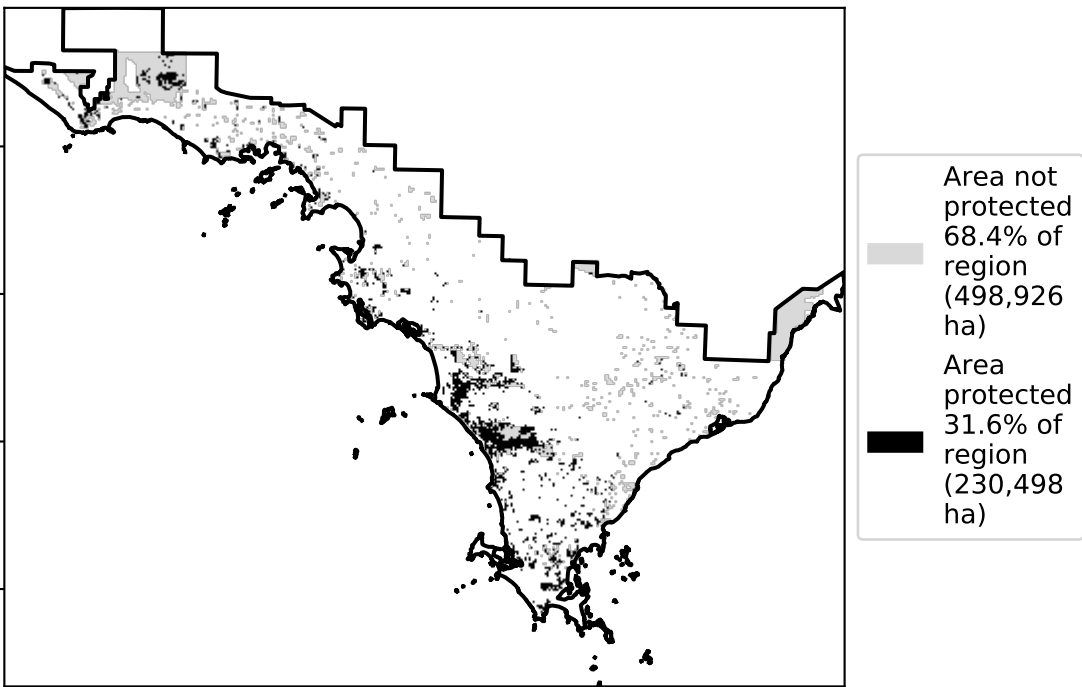 Area not
protected
68.4% of
region
(498,926
ha)
Area
protected
31.6% of
region
(230,498
ha)